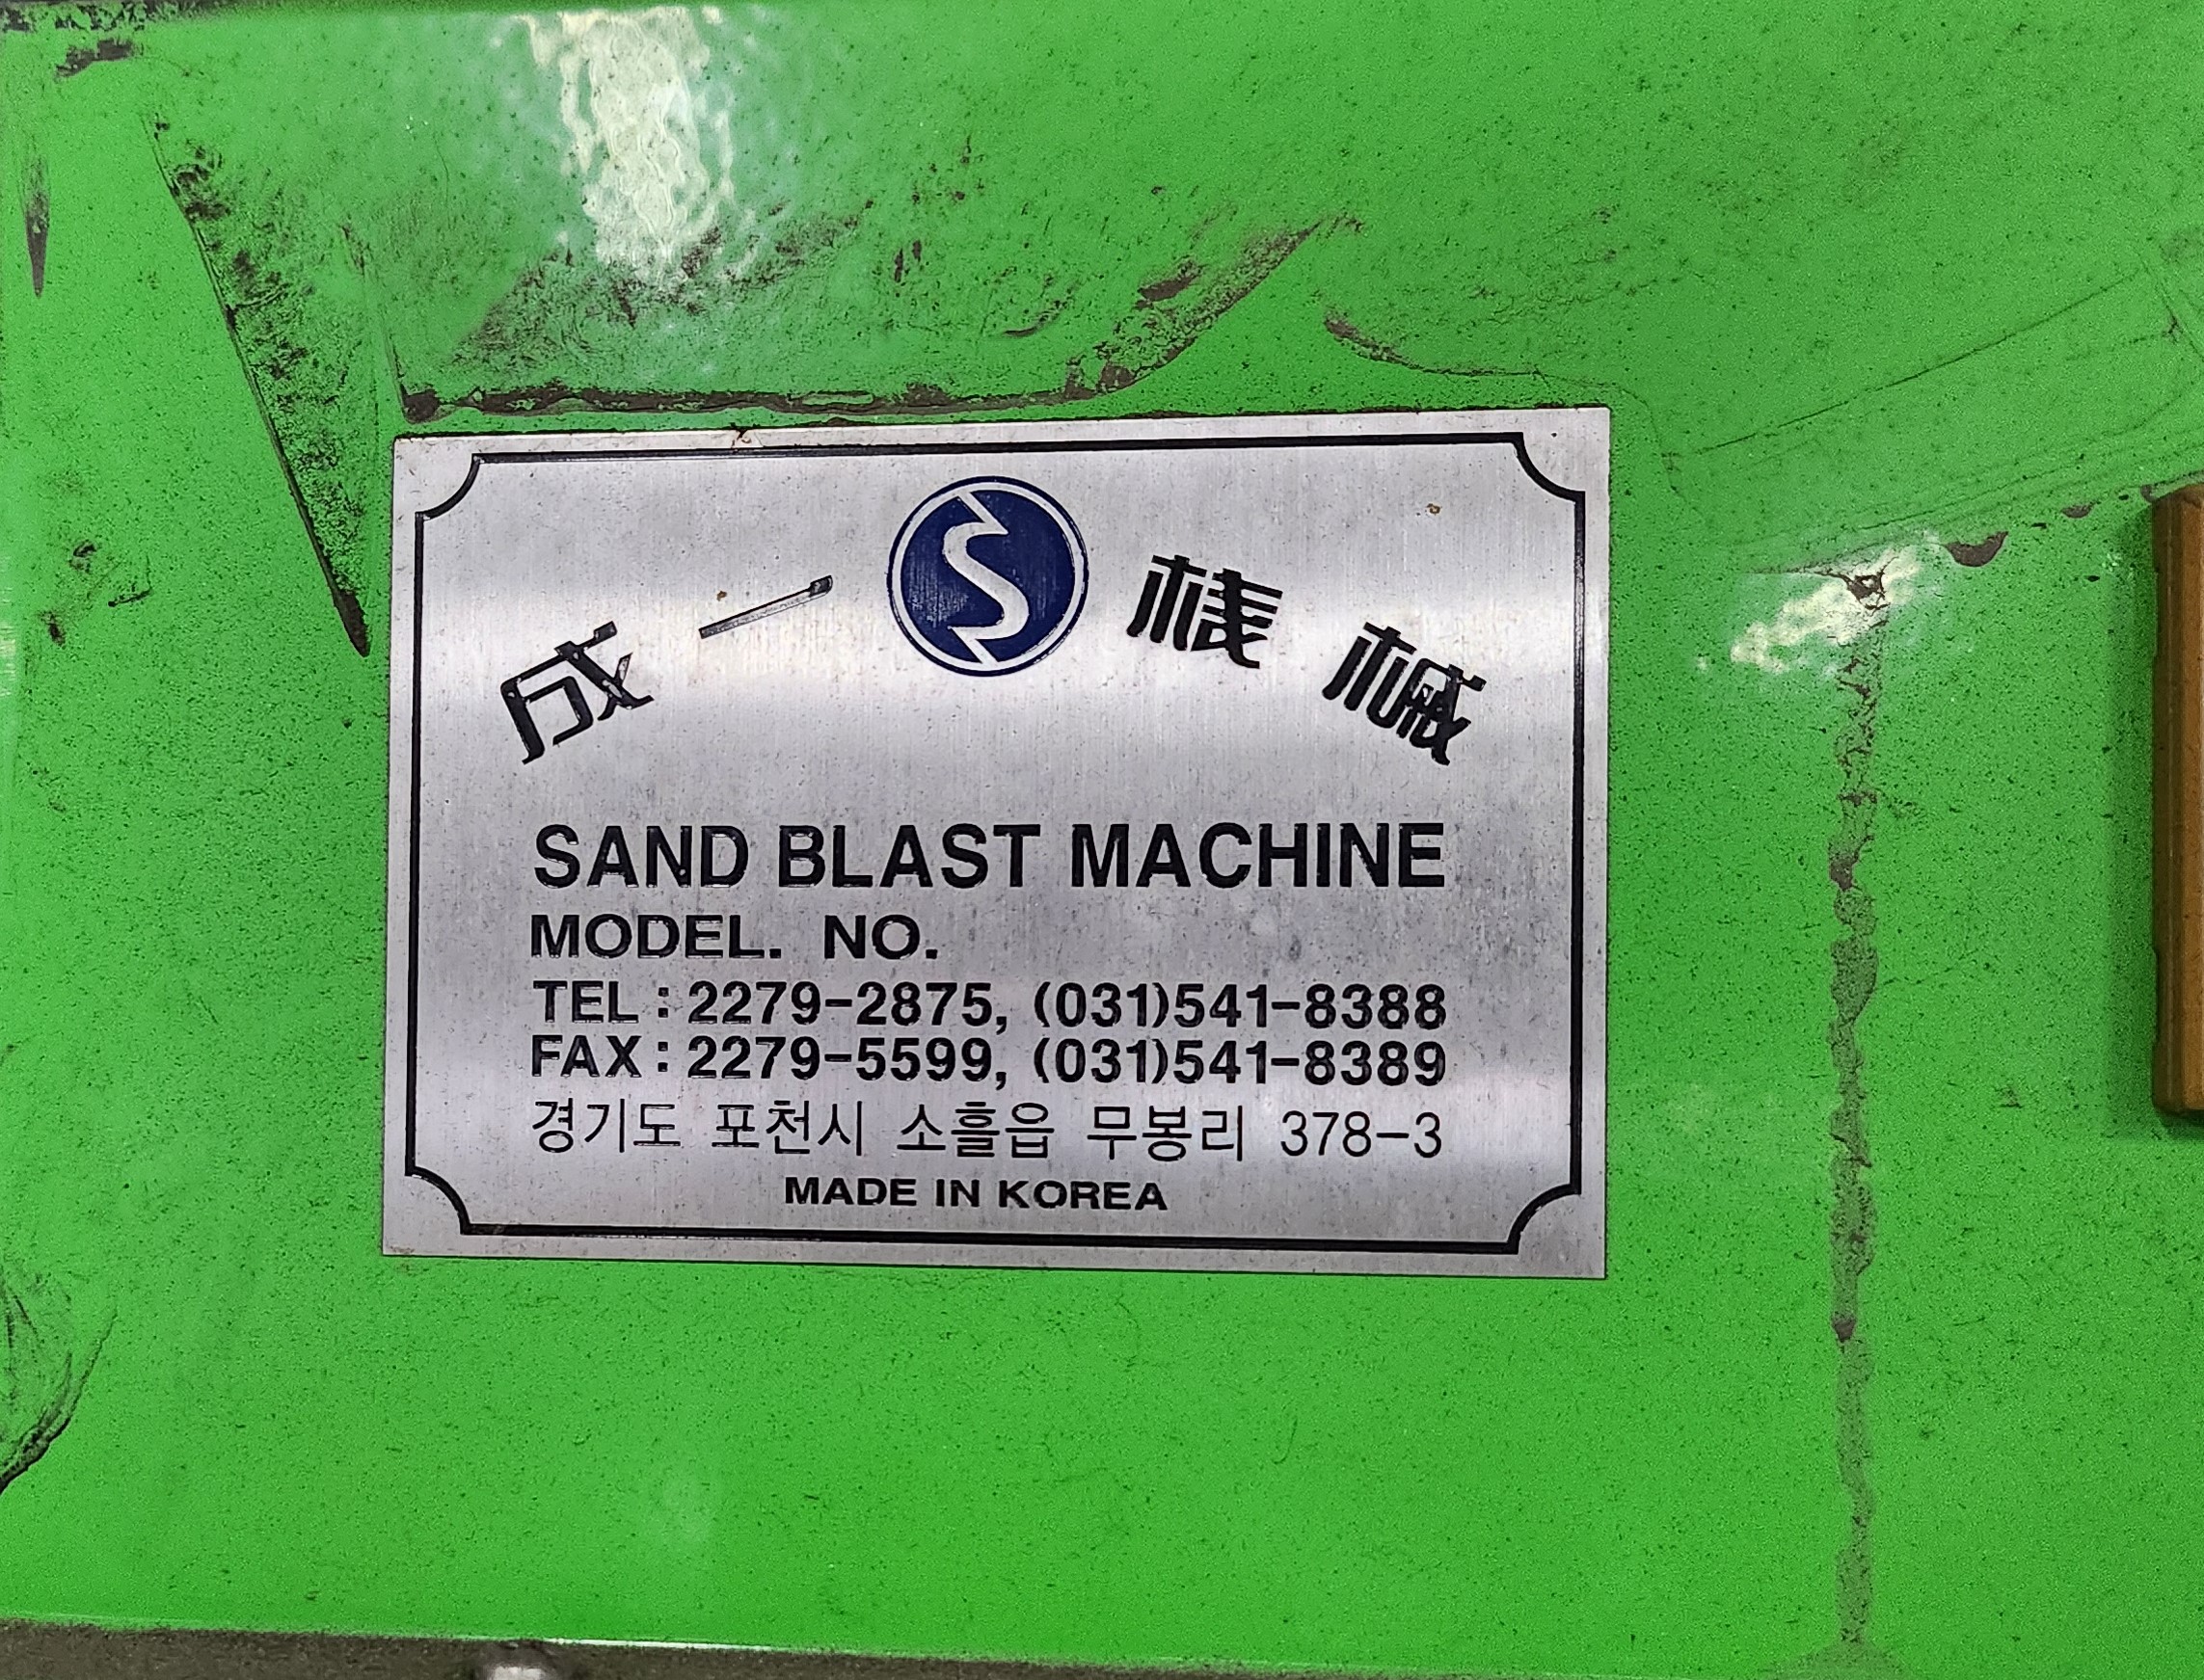 成一 S 機械
SAND BLAST MACHINE
MODEL. NO.
TEL : 2279-2875, (031)541-8388
FAX : 2279-5599, (031)541-8389
경기도 포천시 소흘읍 무봉리 378-3
MADE IN KOREA